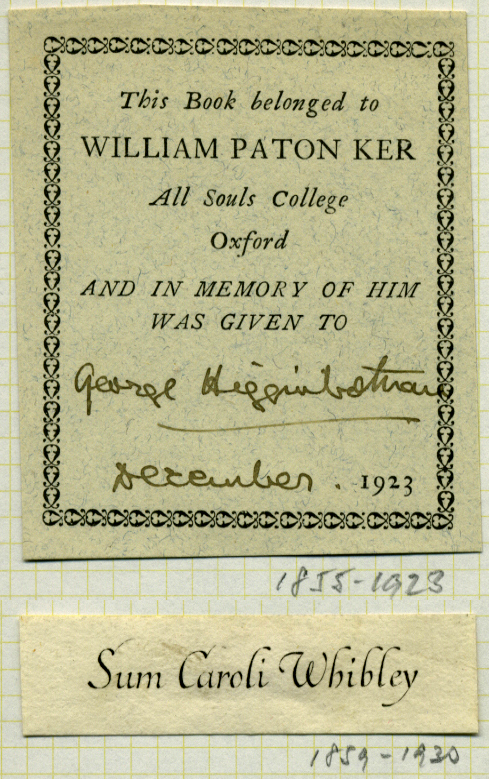 This Book belonged to
WILLIAM PATON KER
All Souls College
Oxford
AND IN MEMORY OF HIM
WAS GIVEN TO
George Higginbotham
December. 1923
1855-1923
Sum Caroli Whibley
1859-1930